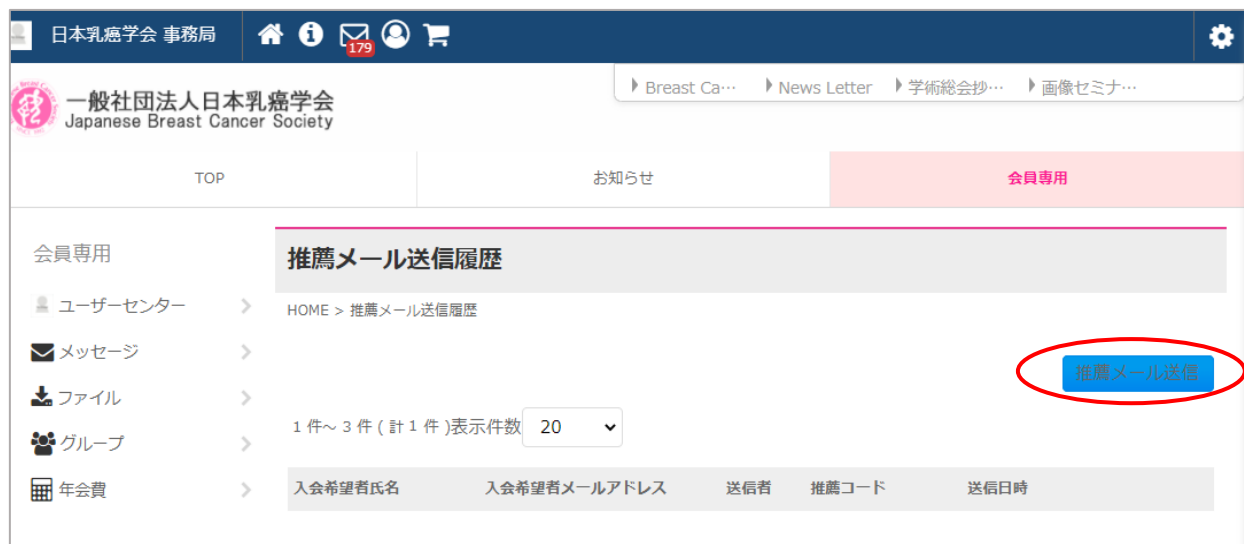 日本乳癌学会 事務局
179
一般社団法人日本乳癌学会
Japanese Breast Cancer Society
Breast Ca… News Letter 学術総会抄… 画像セミナ…
TOP お知らせ 会員専用
会員専用
ユーザーセンター
メッセージ
ファイル
グループ
年会費
推薦メール送信履歴
HOME > 推薦メール送信履歴
推薦メール送信
1 件～ 3 件 ( 計 1 件 )表示件数 20
入会希望者氏名 入会希望者メールアドレス 送信者 推薦コード 送信日時